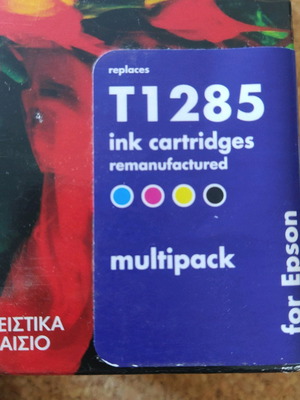 replaces
T1285
ink cartridges
remanufactured
multipack
for Epson
ΕΙΣΤΙΚΑ
ΑΙΣΙΟ